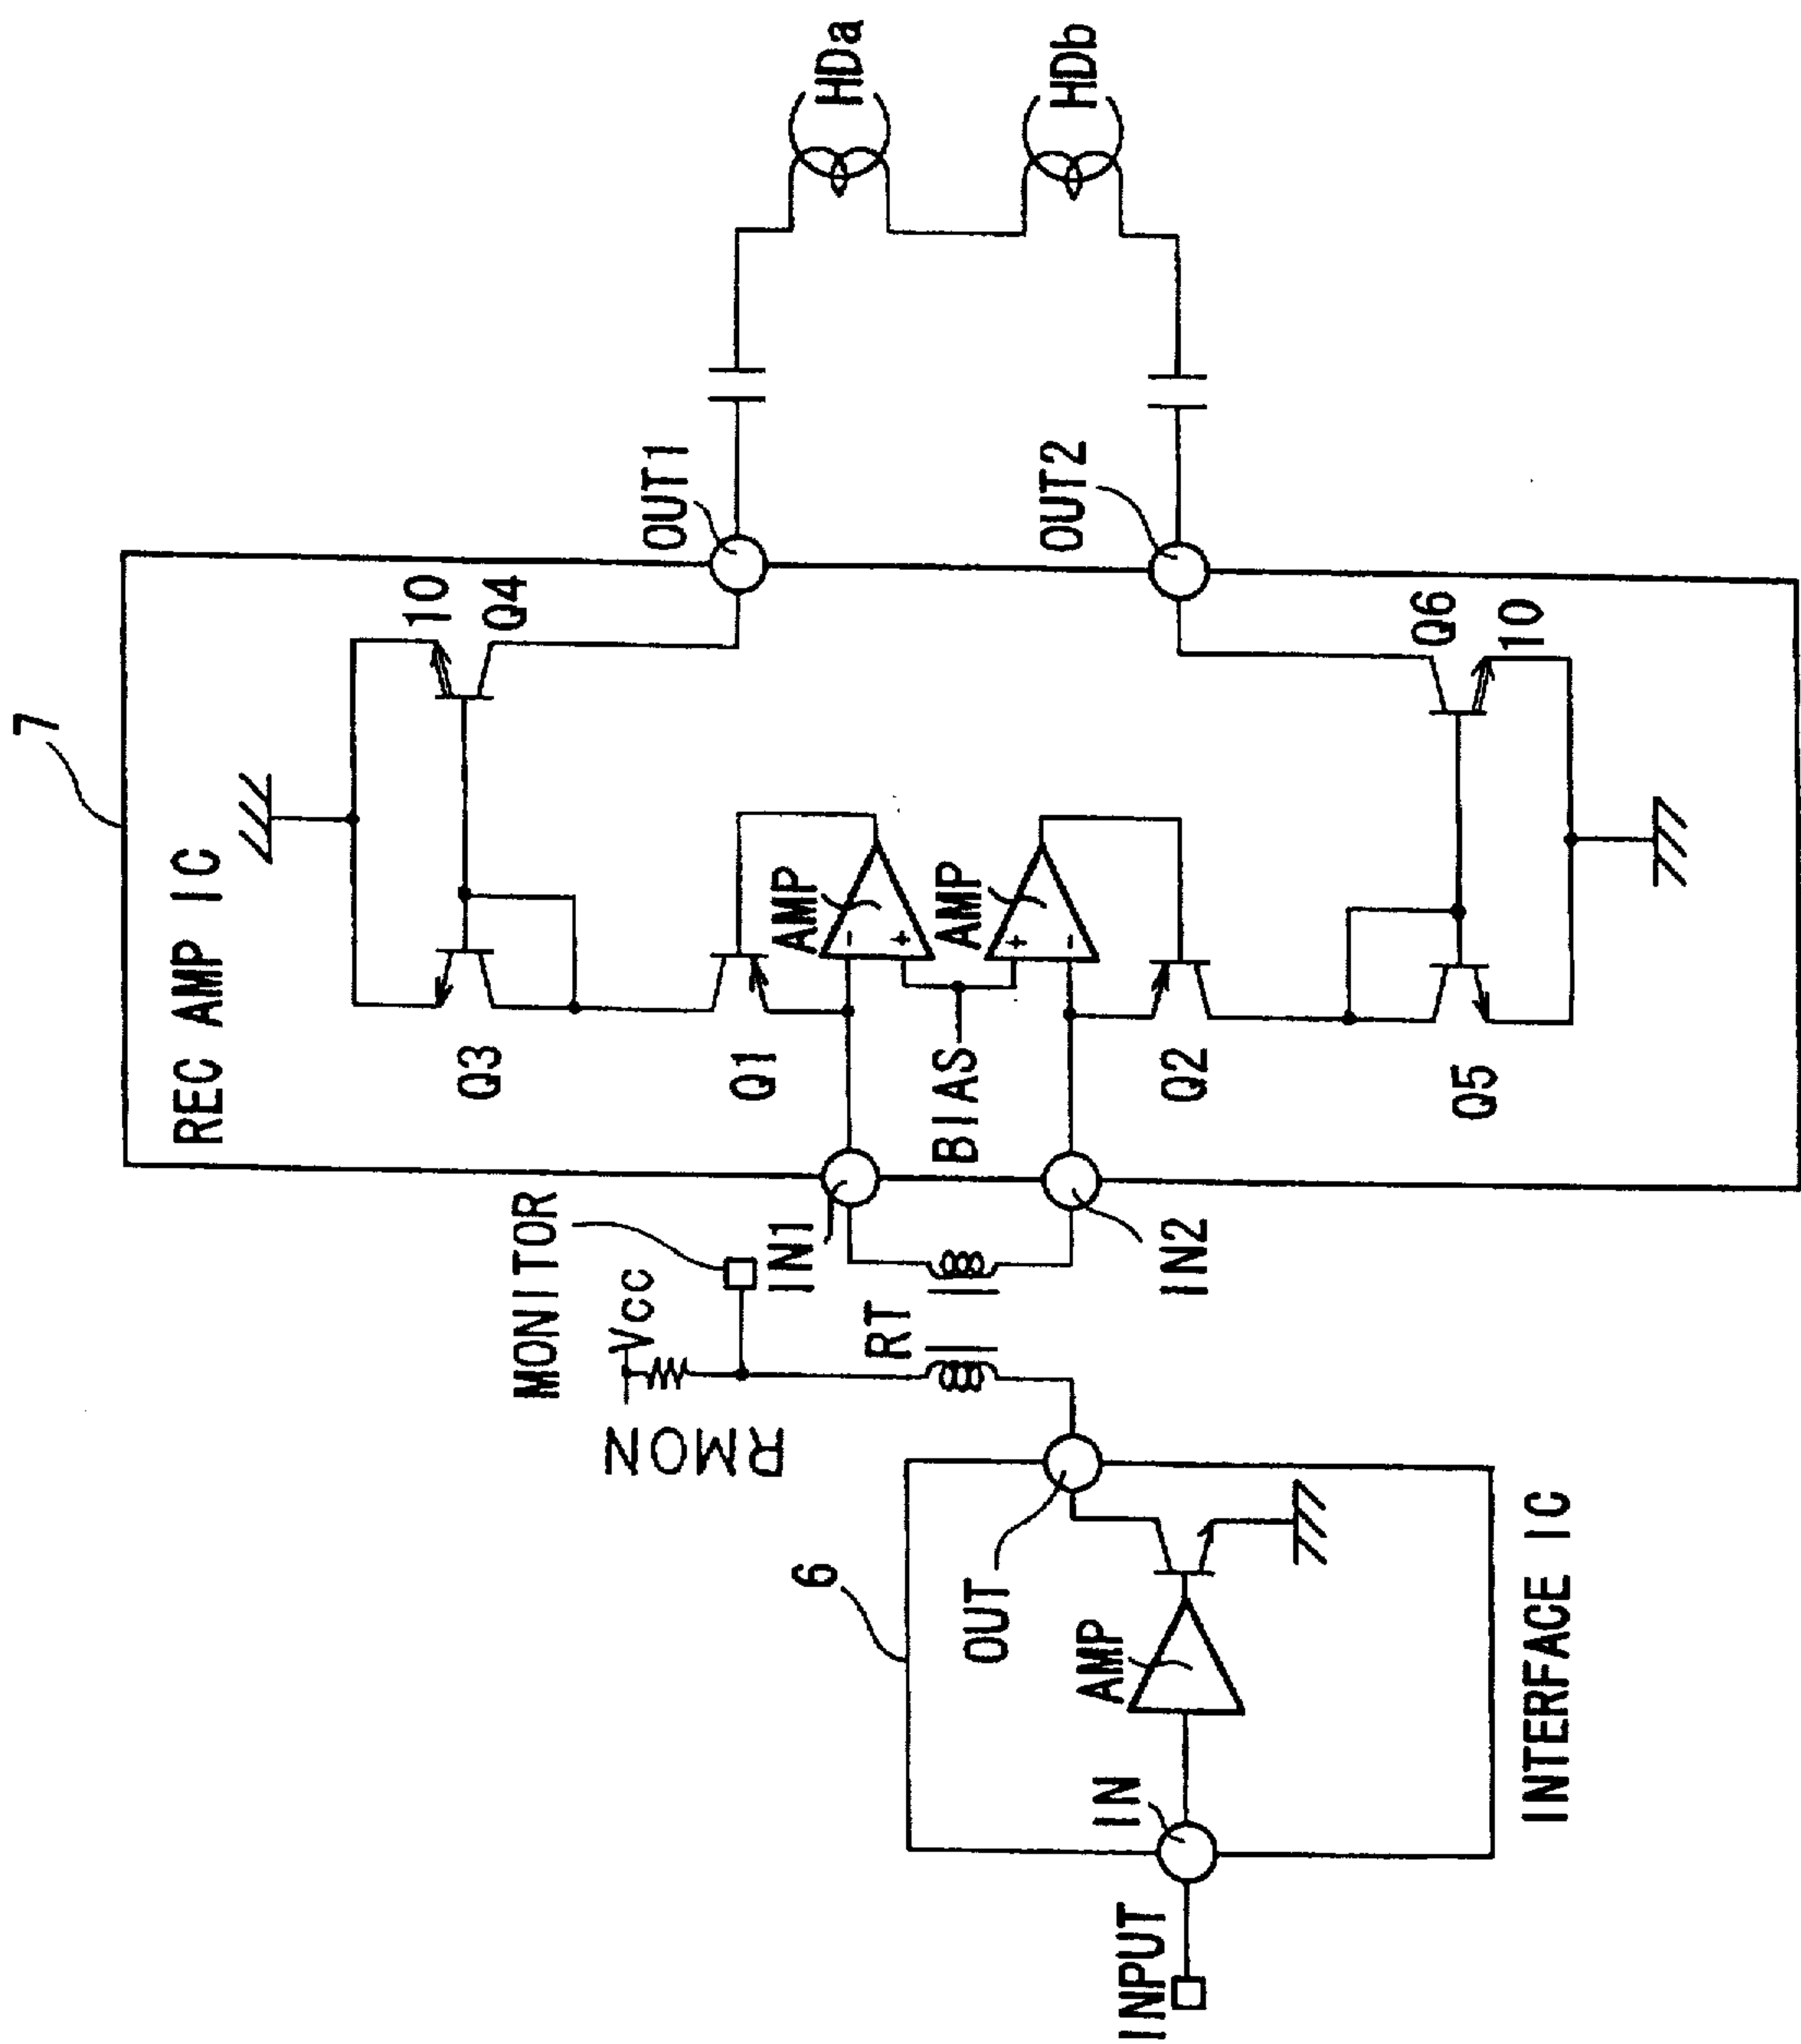 7
REC AMP IC
10
Q4
Q3
Q1
AMP
-
+
AMP
+
-
BIAS
Q2
Q5
Q6
10
OUT1
OUT2
HDa
HDb
MONITOR
Vcc
RMON
RT
IN1
IN2
6
OUT
AMP
IN
INPUT
INTERFACE IC